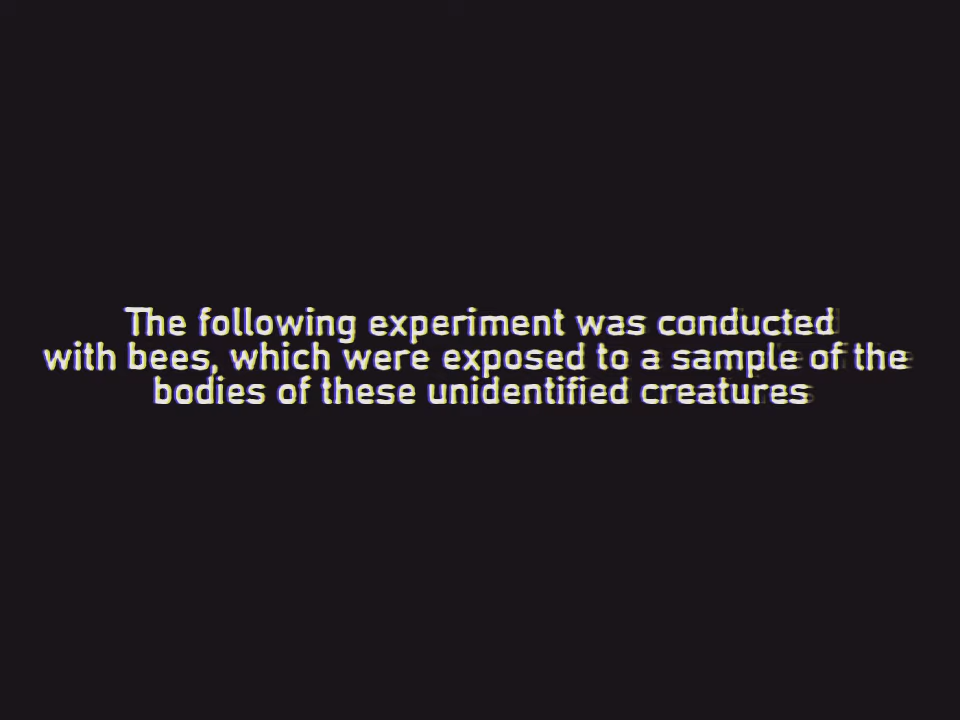 The following experiment was conducted
with bees, which were exposed to a sample of the
bodies of these unidentified creatures